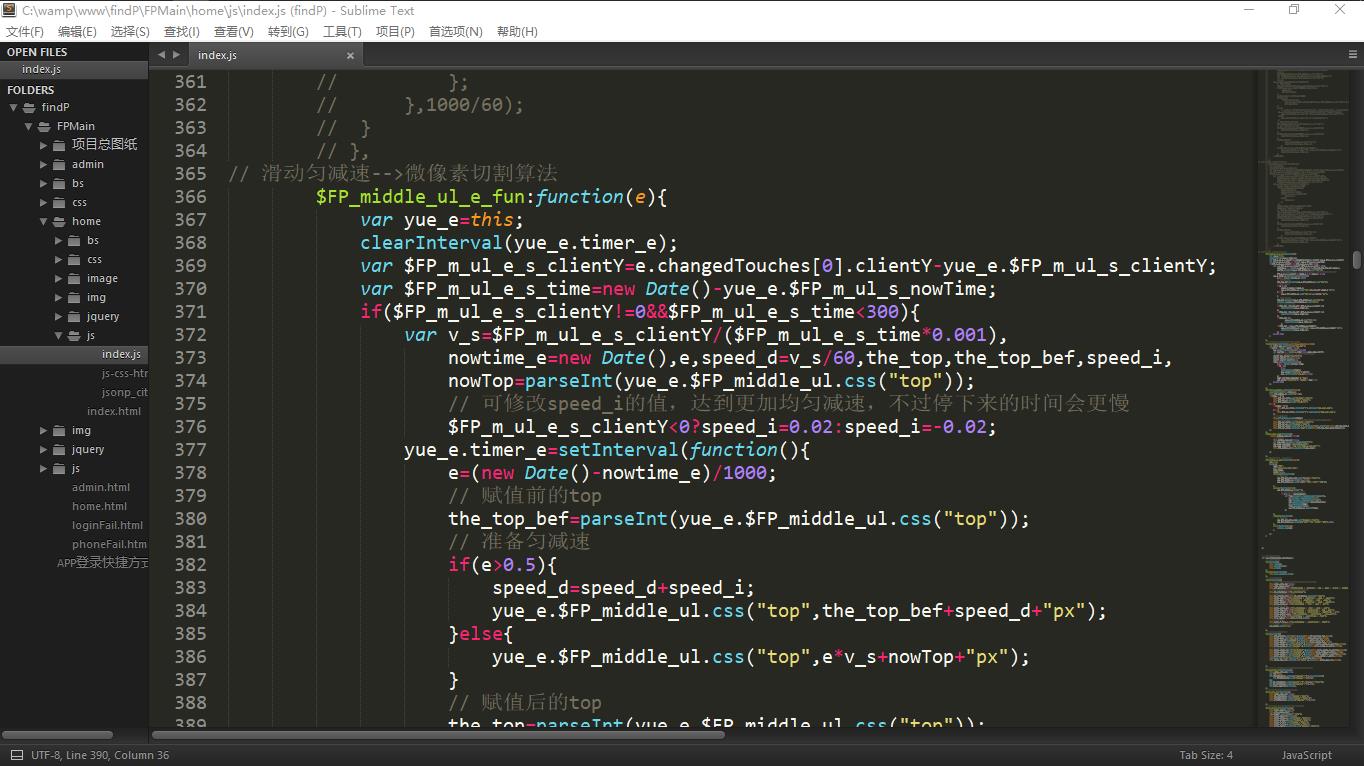 C:\wamp\www\findP\FPMain\home\js\index.js (findP) - Sublime Text
文件(F) 编辑(E) 选择(S) 查找(I) 查看(V) 转到(G) 工具(T) 项目(P) 首选项(N) 帮助(H)
OPEN FILES
index.js
FOLDERS
findP
FPMain
项目总图纸
admin
bs
css
home
bs
css
image
img
jquery
js
index.js
js-css-htr
jsonp_cit
index.html
img
jquery
js
admin.html
home.html
loginFail.html
phoneFail.htm
APP登录快捷方式
index.js
361 // };
362 // },1000/60);
363 // }
364 // },
365 // 滑动匀减速-->微像素切割算法
366 $FP_middle_ul_e_fun:function(e){
367 var yue_e=this;
368 clearInterval(yue_e.timer_e);
369 var $FP_m_ul_e_s_clientY=e.changedTouches[0].clientY-yue_e.$FP_m_ul_s_clientY;
370 var $FP_m_ul_e_s_time=new Date()-yue_e.$FP_m_ul_s_nowTime;
371 if($FP_m_ul_e_s_clientY!=0&&$FP_m_ul_e_s_time<300){
372 var v_s=$FP_m_ul_e_s_clientY/($FP_m_ul_e_s_time*0.001),
373 nowtime_e=new Date(),e,speed_d=v_s/60,the_top,the_top_bef,speed_i,
374 nowTop=parseInt(yue_e.$FP_middle_ul.css("top"));
375 // 可修改speed_i的值，达到更加均匀减速，不过停下来的时间会更慢
376 $FP_m_ul_e_s_clientY<0?speed_i=0.02:speed_i=-0.02;
377 yue_e.timer_e=setInterval(function(){
378 e=(new Date()-nowtime_e)/1000;
379 // 赋值前的top
380 the_top_bef=parseInt(yue_e.$FP_middle_ul.css("top"));
381 // 准备匀减速
382 if(e>0.5){
383 speed_d=speed_d+speed_i;
384 yue_e.$FP_middle_ul.css("top",the_top_bef+speed_d+"px");
385 }else{
386 yue_e.$FP_middle_ul.css("top",e*v_s+nowTop+"px");
387 }
388 // 赋值后的top
389 the_top=parseInt(yue_e.$FP_middle_ul.css("top"));
UTF-8, Line 390, Column 36
Tab Size: 4
JavaScript